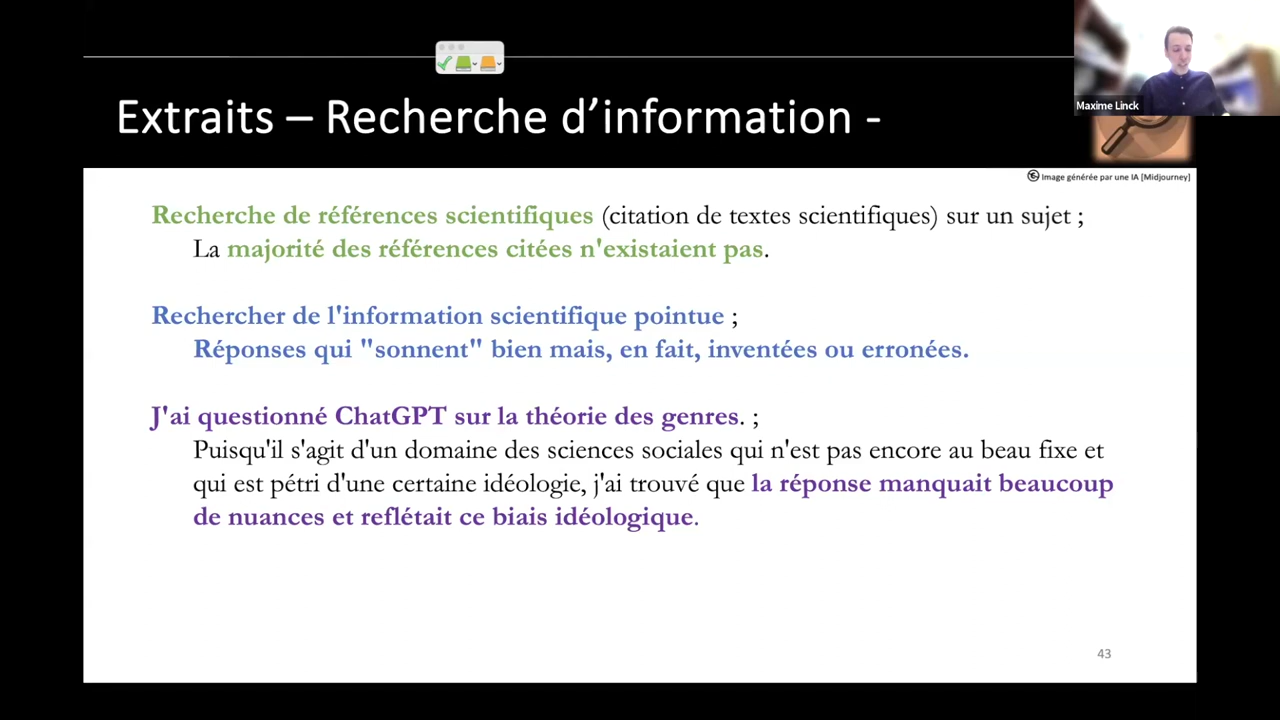 Maxime Linck
Extraits – Recherche d’information -
Image générée par une IA [Midjourney]
Recherche de références scientifiques (citation de textes scientifiques) sur un sujet ;
La majorité des références citées n'existaient pas.
Rechercher de l'information scientifique pointue ;
Réponses qui "sonnent" bien mais, en fait, inventées ou erronées.
J'ai questionné ChatGPT sur la théorie des genres. ;
Puisqu'il s'agit d'un domaine des sciences sociales qui n'est pas encore au beau fixe et
qui est pétri d'une certaine idéologie, j'ai trouvé que la réponse manquait beaucoup
de nuances et reflétait ce biais idéologique.
43